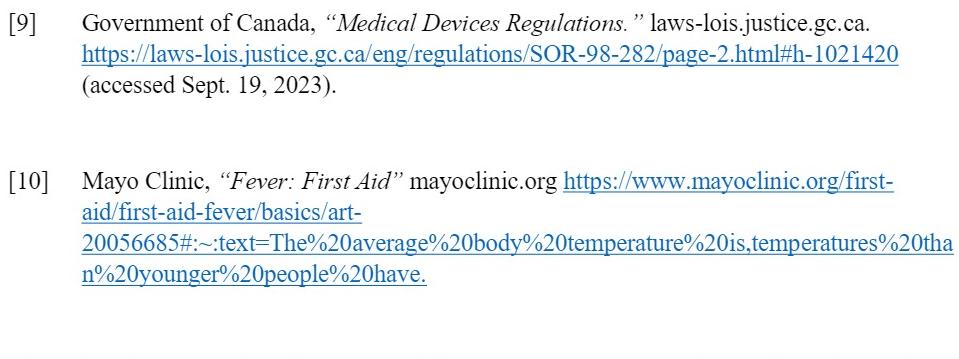 [9] Government of Canada, “Medical Devices Regulations.” laws-lois.justice.gc.ca.
https://laws-lois.justice.gc.ca/eng/regulations/SOR-98-282/page-2.html#h-1021420
(accessed Sept. 19, 2023).
[10] Mayo Clinic, “Fever: First Aid” mayoclinic.org https://www.mayoclinic.org/first-
aid/first-aid-fever/basics/art-
20056685#:~:text=The%20average%20body%20temperature%20is,temperatures%20tha
n%20younger%20people%20have.